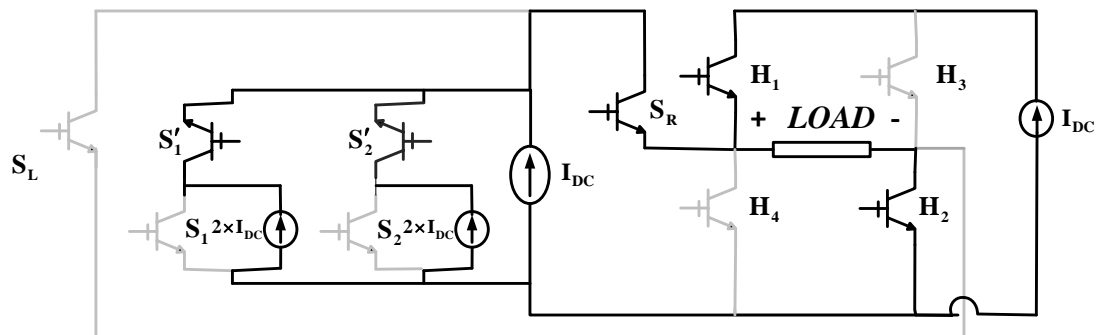 S_L
S'_1
S_1
2×I_DC
S'_2
S_2
2×I_DC
I_DC
S_R
H_1
+ LOAD -
H_3
H_4
H_2
I_DC